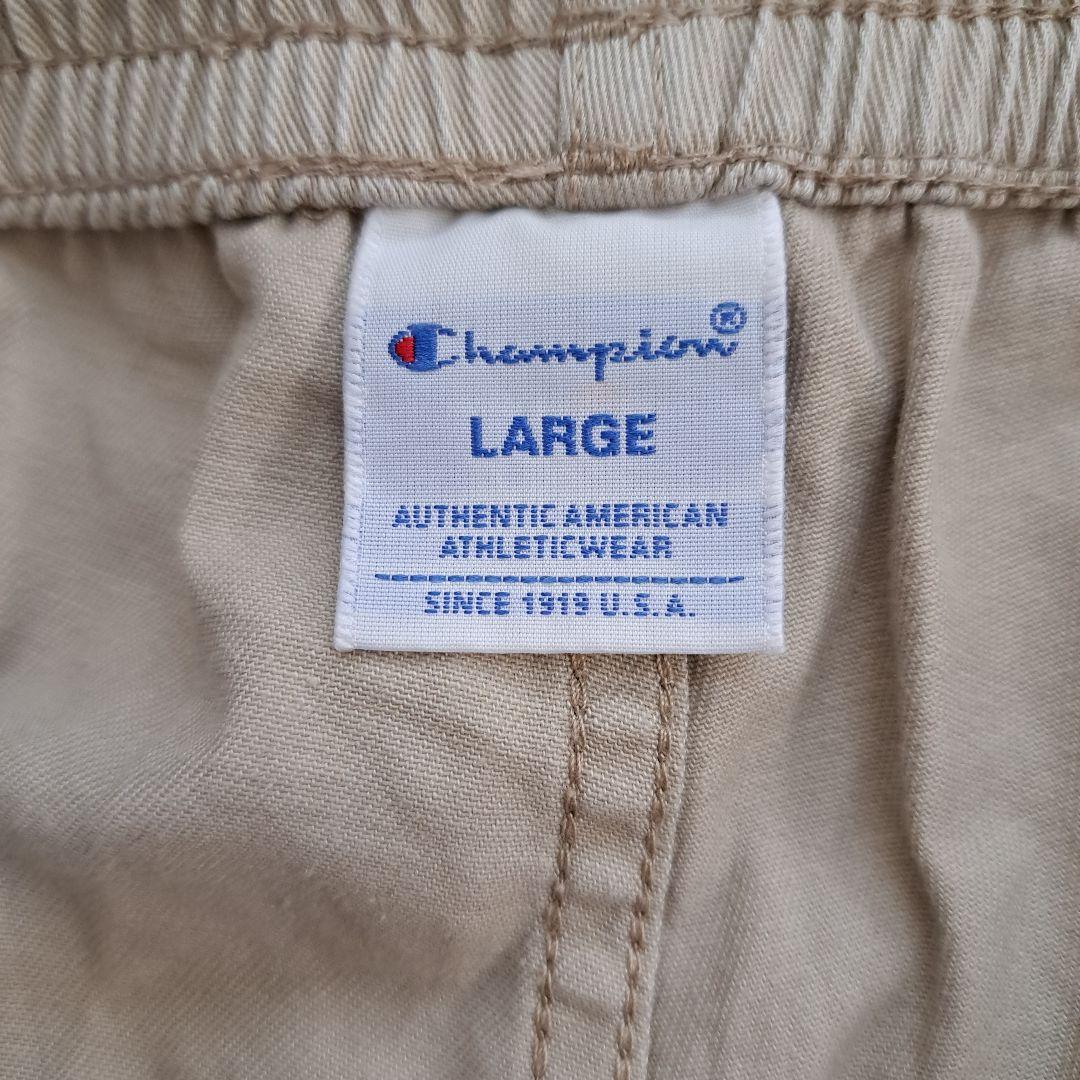 Champion®
LARGE
AUTHENTIC AMERICAN
ATHLETICWEAR
SINCE 1919 U.S.A.